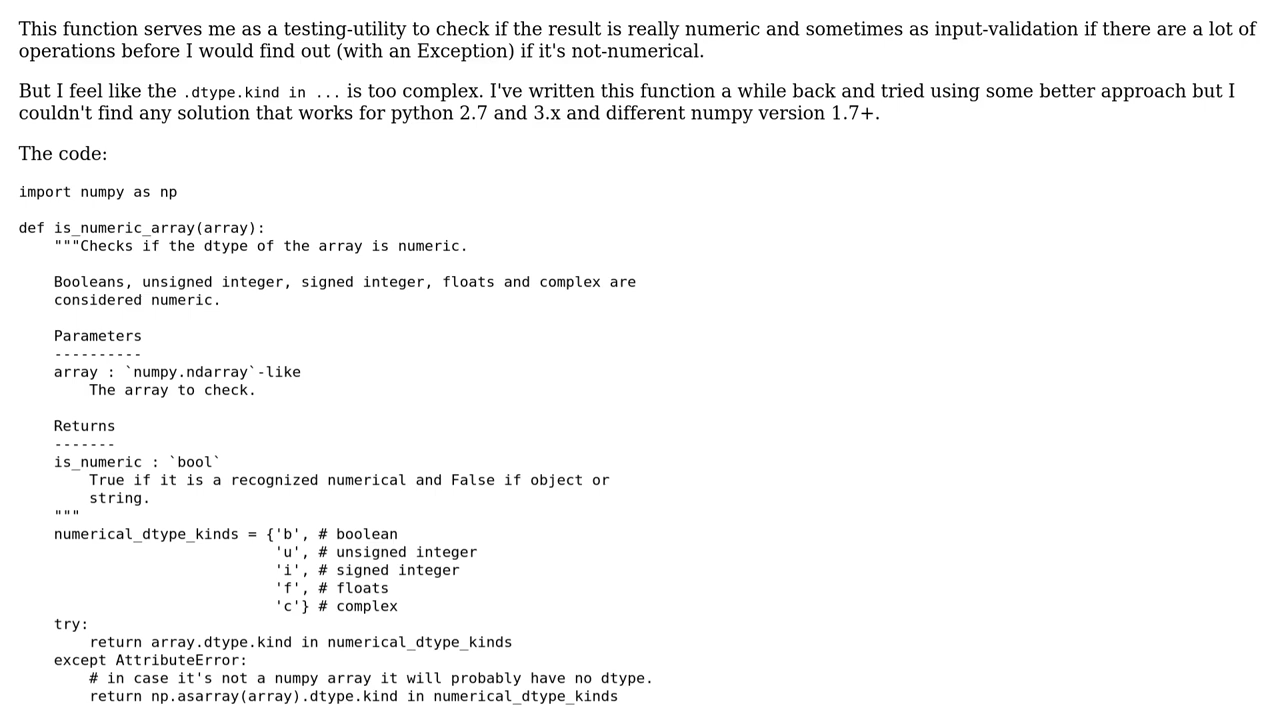 This function serves me as a testing-utility to check if the result is really numeric and sometimes as input-validation if there are a lot of
operations before I would find out (with an Exception) if it's not-numerical.
But I feel like the .dtype.kind in ... is too complex. I've written this function a while back and tried using some better approach but I
couldn't find any solution that works for python 2.7 and 3.x and different numpy version 1.7+.
The code:
import numpy as np
def is_numeric_array(array):
    """Checks if the dtype of the array is numeric.
    Booleans, unsigned integer, signed integer, floats and complex are
    considered numeric.
    Parameters
    ----------
    array : `numpy.ndarray`-like
        The array to check.
    Returns
    -------
    is_numeric : `bool`
        True if it is a recognized numerical and False if object or
        string.
    """
    numerical_dtype_kinds = {'b', # boolean
                             'u', # unsigned integer
                             'i', # signed integer
                             'f', # floats
                             'c'} # complex
    try:
        return array.dtype.kind in numerical_dtype_kinds
    except AttributeError:
        # in case it's not a numpy array it will probably have no dtype.
        return np.asarray(array).dtype.kind in numerical_dtype_kinds